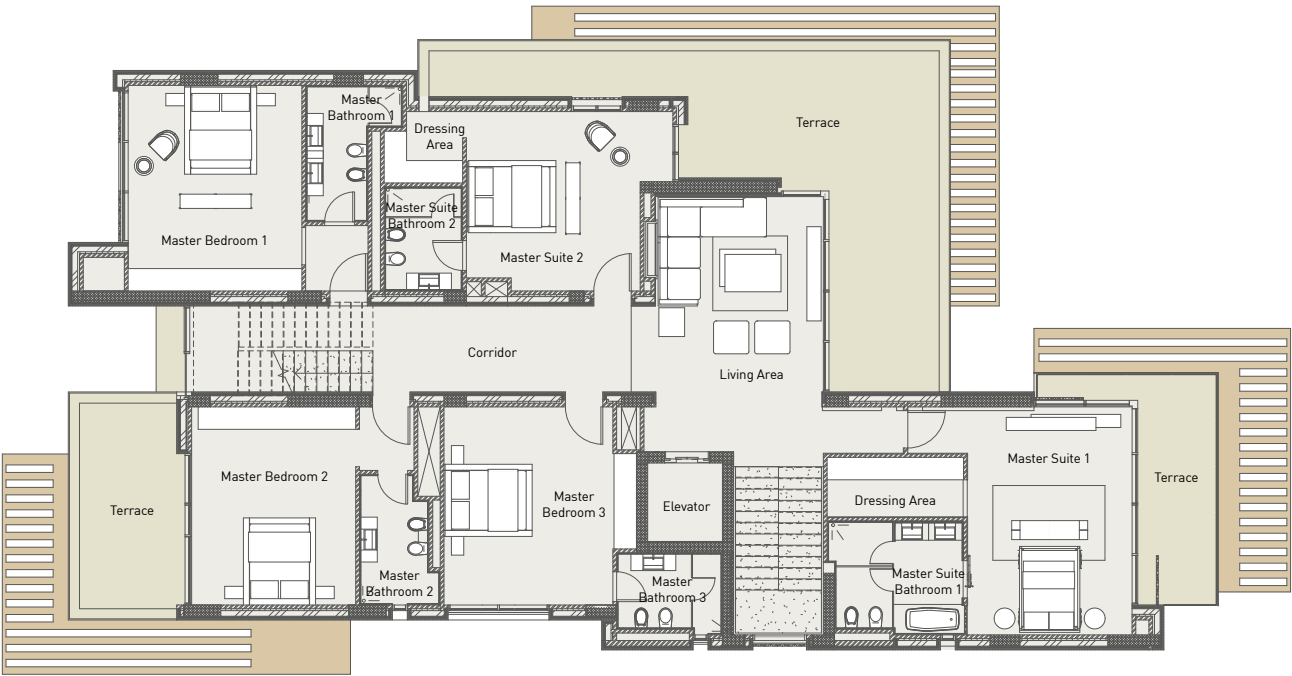 Master
Bathroom 1
Dressing
Area
Terrace
Master Suite
Bathroom 2
Master Bedroom 1
Master Suite 2
Corridor
Living Area
Master Bedroom 2
Terrace
Master
Bedroom 3
Elevator
Master Suite 1
Dressing Area
Terrace
Master
Bathroom 2
Master
Bathroom 3
Master Suite
Bathroom 1